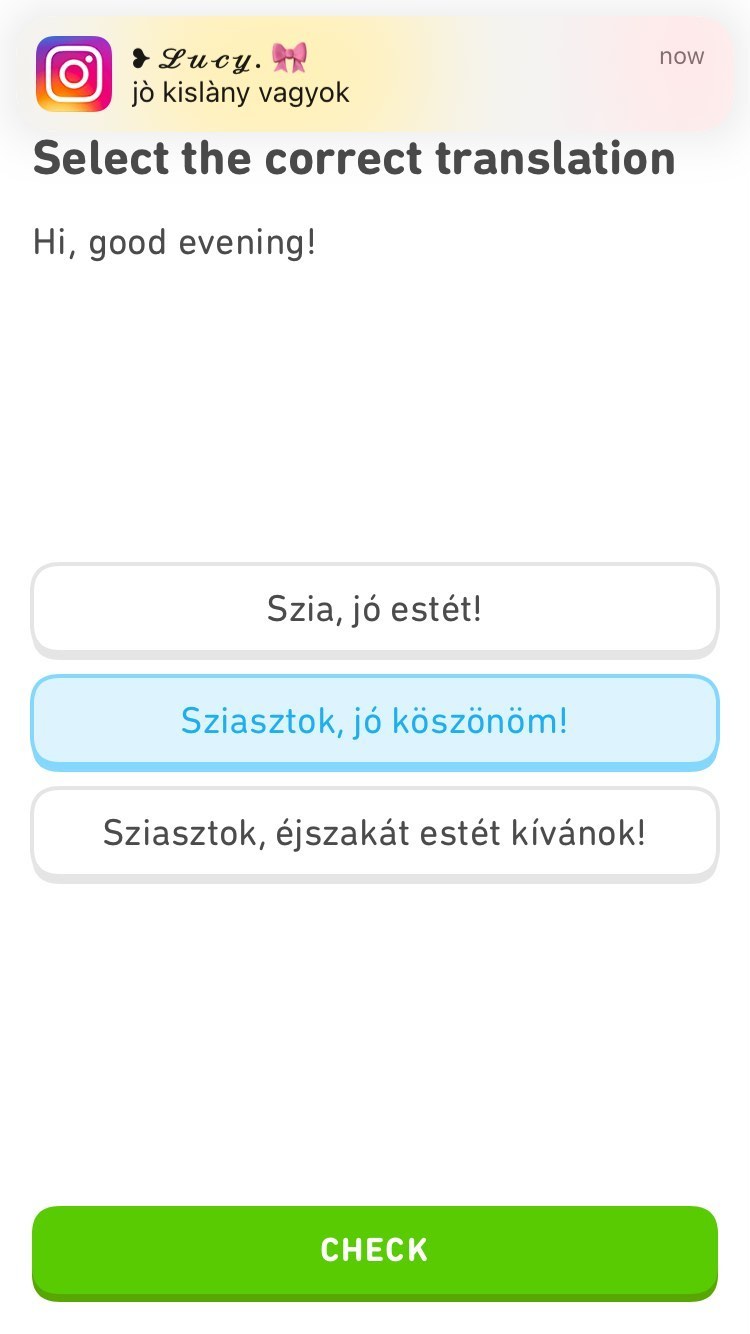 ❥ 𝓛𝓾𝓬𝔂. 🎀
now
jò kislàny vagyok
Select the correct translation
Hi, good evening!
Szia, jó estét!
Sziasztok, jó köszönöm!
Sziasztok, éjszakát estét kívánok!
CHECK